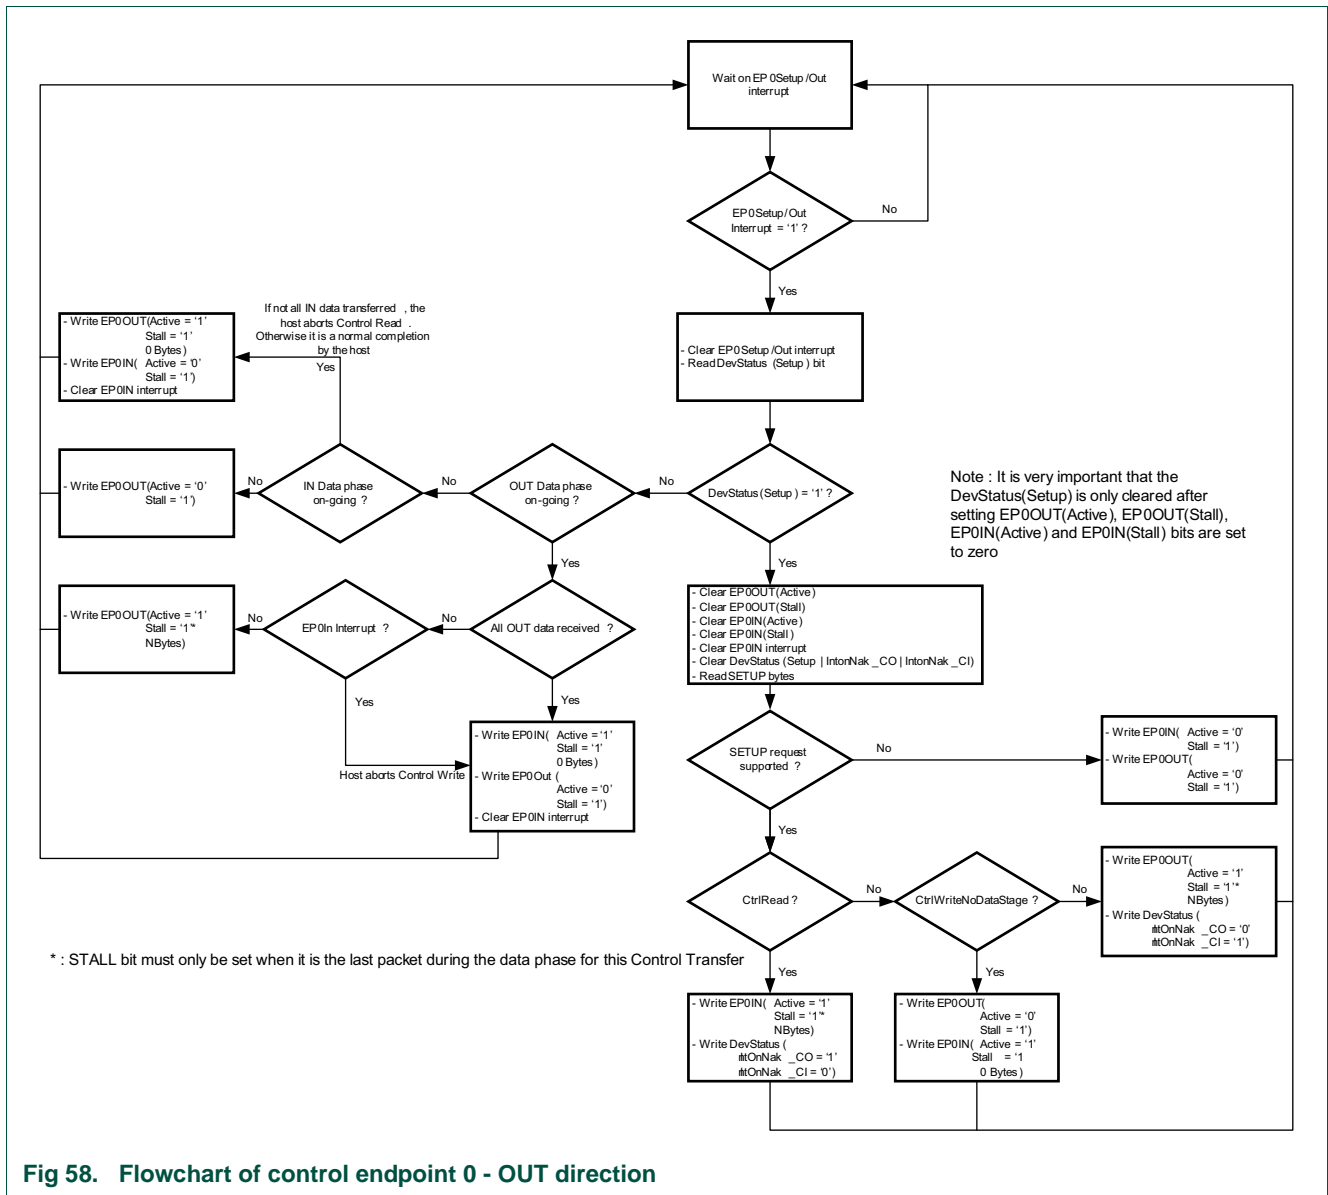 Wait on EP0Setup/Out
interrupt
EP0Setup/Out
Interrupt = ‘1’ ?
No
Yes
- Clear EP0Setup/Out interrupt
- Read DevStatus (Setup) bit
If not all IN data transferred , the
host aborts Control Read .
Otherwise it is a normal completion
by the host
Yes
- Write EP0OUT(Active = ‘1’
Stall = ‘1’
0 Bytes)
- Write EP0IN( Active = ‘0’
Stall = ‘1’)
- Clear EP0IN interrupt
DevStatus(Setup) = ‘1’ ?
No
OUT Data phase
on-going ?
No
IN Data phase
on-going ?
No
- Write EP0OUT(Active = ‘0’
Stall = ‘1’)
Note : It is very important that the
DevStatus(Setup) is only cleared after
setting EP0OUT(Active), EP0OUT(Stall),
EP0IN(Active) and EP0IN(Stall) bits are set
to zero
Yes
Yes
All OUT data received ?
No
EP0In Interrupt ?
No
- Write EP0OUT(Active = ‘1’
Stall = ‘1’*
NBytes)
- Clear EP0OUT(Active)
- Clear EP0OUT(Stall)
- Clear EP0IN(Active)
- Clear EP0IN(Stall)
- Clear EP0IN interrupt
- Clear DevStatus (Setup | IntonNak_CO | IntonNak_CI)
- Read SETUP bytes
Yes
Yes
Host aborts Control Write
- Write EP0IN( Active = ‘1’
Stall = ‘1’
0 Bytes)
- Write EP0Out (
Active = ‘0’
Stall = ‘1’)
- Clear EP0IN interrupt
SETUP request
supported ?
No
- Write EP0IN( Active = ‘0’
Stall = ‘1’)
- Write EP0OUT(
Active = ‘0’
Stall = ‘1’)
Yes
CtrlRead ?
No
CtrlWriteNoDataStage ?
No
- Write EP0OUT(
Active = ‘1’
Stall = ‘1’*
NBytes)
- Write DevStatus (
IntOnNak _CO = ‘0’
IntOnNak _CI = ‘1’)
* : STALL bit must only be set when it is the last packet during the data phase for this Control Transfer
Yes
Yes
- Write EP0IN( Active = ‘1’
Stall = ‘1’*
NBytes)
- Write DevStatus (
IntOnNak _CO = ‘1’
IntOnNak _CI = ‘0’)
- Write EP0OUT(
Active = ‘0’
Stall = ‘1’)
- Write EP0IN( Active = ‘1’
Stall = ‘1
0 Bytes)
Fig 58. Flowchart of control endpoint 0 - OUT direction